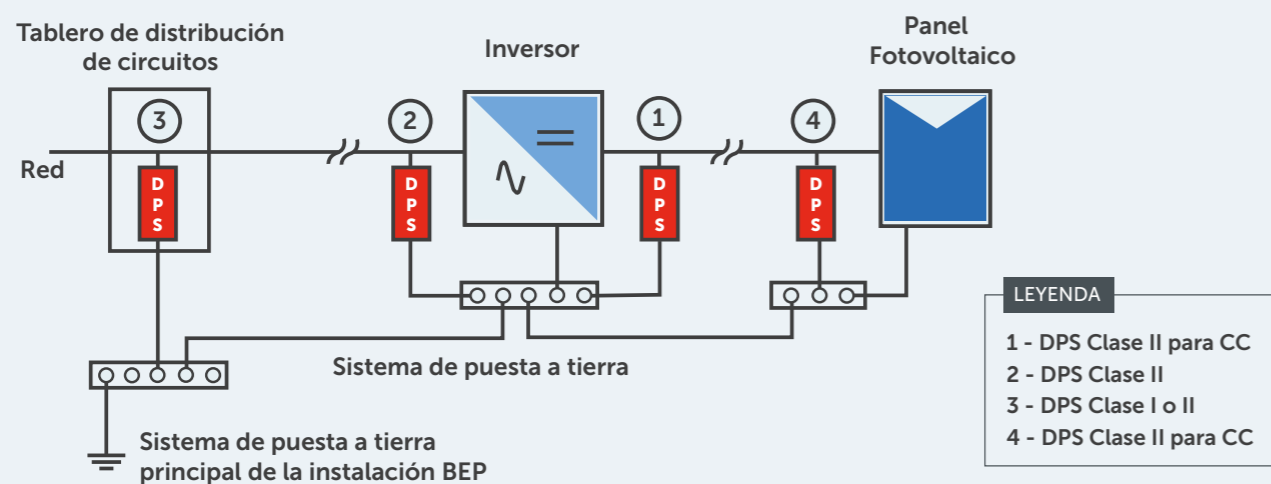 Tablero de distribución
de circuitos
Inversor
Panel
Fotovoltaico
3
2
1
4
Red
D
P
S
D
P
S
D
P
S
D
P
S
LEYENDA
1 - DPS Clase II para CC
2 - DPS Clase II
3 - DPS Clase I o II
4 - DPS Clase II para CC
Sistema de puesta a tierra
Sistema de puesta a tierra
principal de la instalación BEP